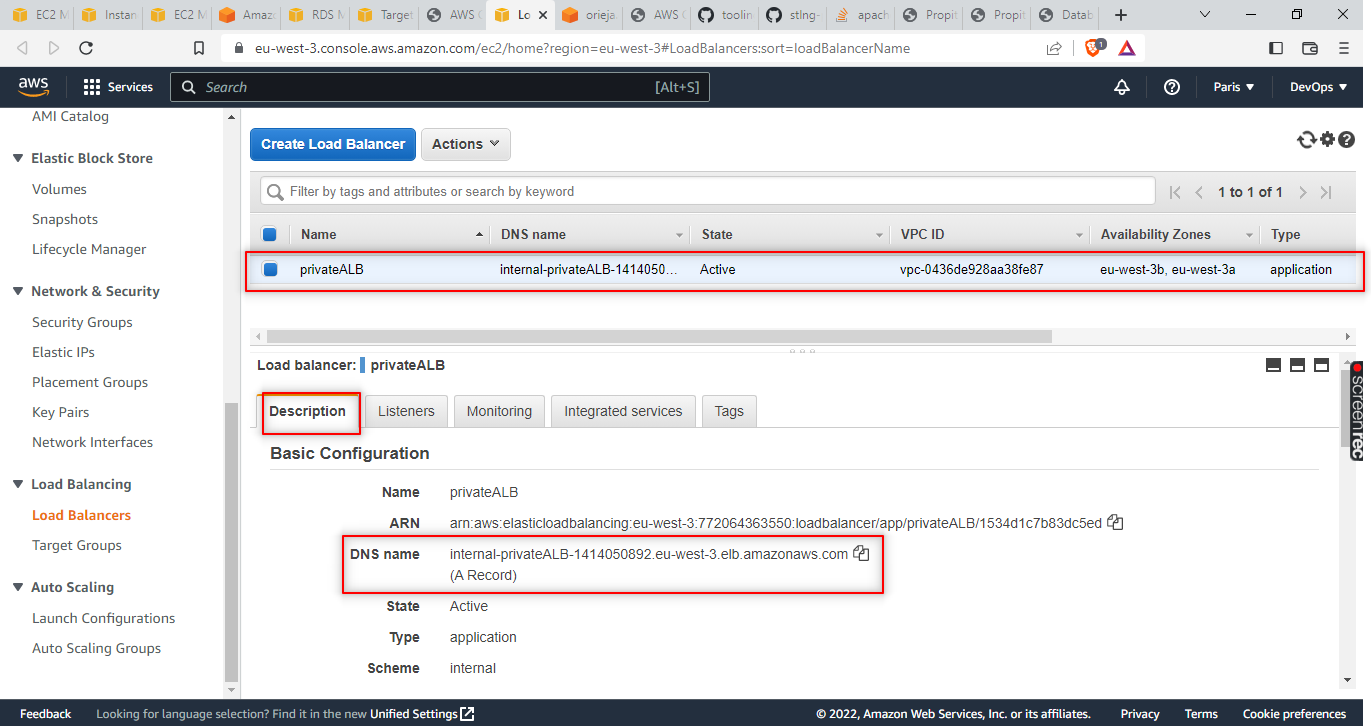 EC2 M
Instan
EC2 M
Amaz
RDS M
Target
AWS C
Lo
orieja.
AWS C
toolin
stlng-
apach
Propit
Propit
Datab
eu-west-3.console.aws.amazon.com/ec2/home?region=eu-west-3#LoadBalancers:sort=loadBalancerName
1
aws
Services
Search
[Alt+S]
Paris
DevOps
AMI Catalog
Elastic Block Store
Volumes
Snapshots
Lifecycle Manager
Network & Security
Security Groups
Elastic IPs
Placement Groups
Key Pairs
Network Interfaces
Load Balancing
Load Balancers
Target Groups
Auto Scaling
Launch Configurations
Auto Scaling Groups
Create Load Balancer
Actions
Filter by tags and attributes or search by keyword
1 to 1 of 1
Name DNS name State VPC ID Availability Zones Type
privateALB internal-privateALB-1414050... Active vpc-0436de928aa38fe87 eu-west-3b, eu-west-3a application
Load balancer: privateALB
Description
Listeners
Monitoring
Integrated services
Tags
Basic Configuration
Name privateALB
ARN arn:aws:elasticloadbalancing:eu-west-3:772064363550:loadbalancer/app/privateALB/1534d1c7b83dc5ed
DNS name internal-privateALB-1414050892.eu-west-3.elb.amazonaws.com
(A Record)
State Active
Type application
Scheme internal
screenrec
Feedback
Looking for language selection? Find it in the new Unified Settings
© 2022, Amazon Web Services, Inc. or its affiliates.
Privacy
Terms
Cookie preferences